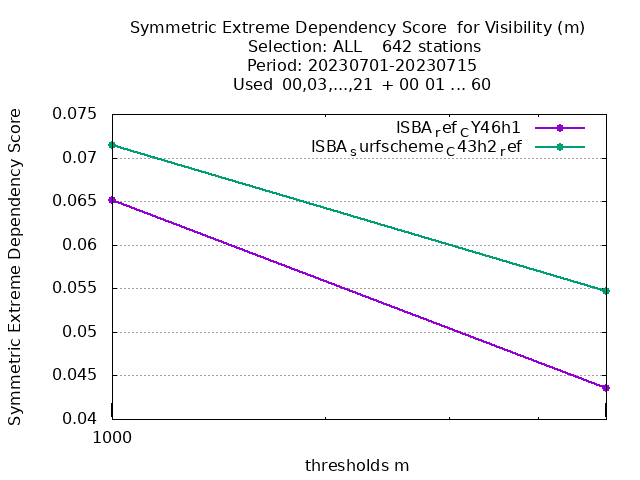 Symmetric Extreme Dependency Score for Visibility (m)
Selection: ALL 642 stations
Period: 20230701-20230715
Used 00,03,...,21 + 00 01 ... 60
Symmetric Extreme Dependency Score
0.075
0.07
0.065
0.06
0.055
0.05
0.045
0.04
ISBArefCY46h1
ISBAsurfschemeC43h2ref
1000
thresholds m